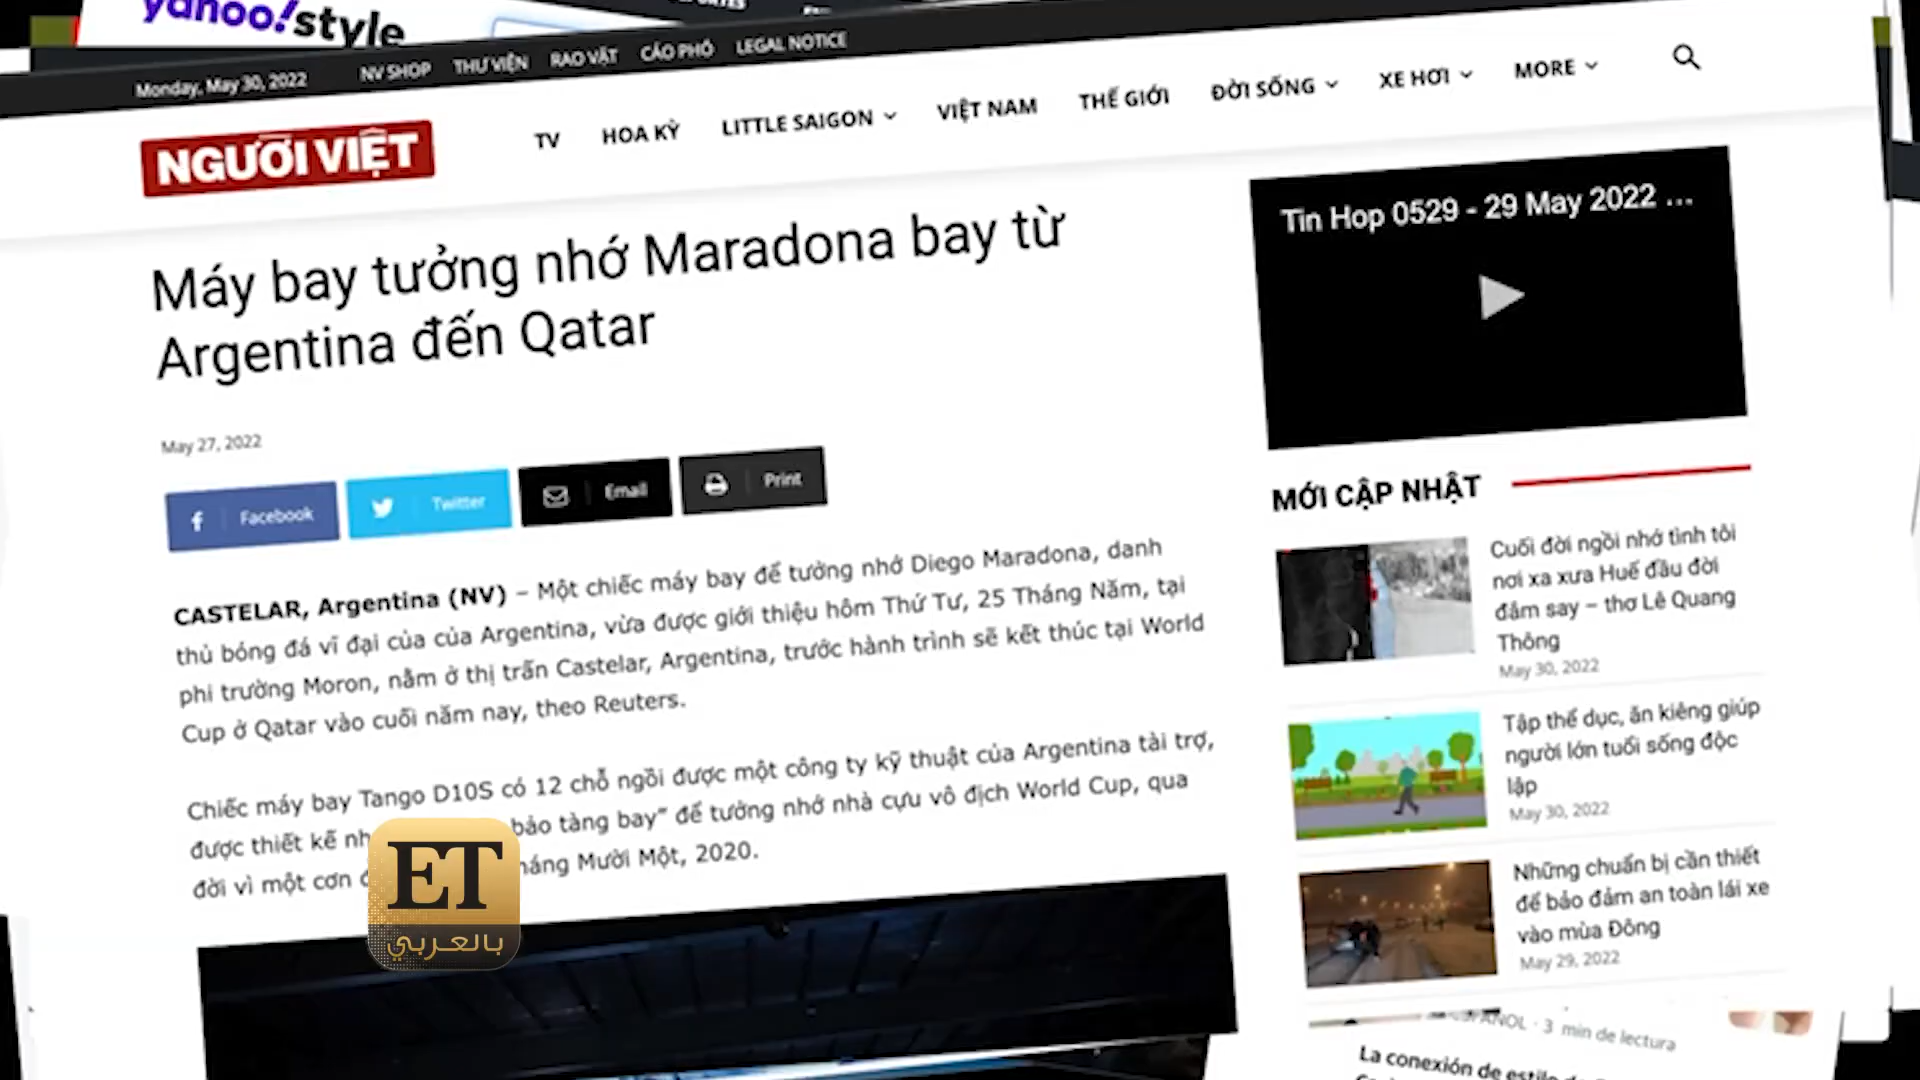 yahoo!style
Monday, May 30, 2022
NV SHOP THƯ VIỆN RAO VẶT CÁO PHÓ LEGAL NOTICE
NGƯỜI VIỆT
TV HOA KỲ LITTLE SAIGON VIỆT NAM THẾ GIỚI ĐỜI SỐNG XE HƠI MORE
Máy bay tưởng nhớ Maradona bay từ
Argentina đến Qatar
May 27, 2022
Facebook Twitter Email Print
CASTELAR, Argentina (NV) – Một chiếc máy bay để tưởng nhớ Diego Maradona, danh
thủ bóng đá vĩ đại của của Argentina, vừa được giới thiệu hôm Thứ Tư, 25 Tháng Năm, tại
phi trường Moron, nằm ở thị trấn Castelar, Argentina, trước hành trình sẽ kết thúc tại World
Cup ở Qatar vào cuối năm nay, theo Reuters.
Chiếc máy bay Tango D10S có 12 chỗ ngồi được một công ty kỹ thuật của Argentina tài trợ,
được thiết kế bảo tàng bay” để tưởng nhớ nhà cựu vô địch World Cup, qua
đời vì một cơn Mười Một, 2020.
ET
بالعربي
Tin Hop 0529 - 29 May 2022 ...
MỚI CẬP NHẬT
Cuối đời ngồi nhớ tình tôi
nơi xa xưa Huế đầu đời
đắm say – thơ Lê Quang
Thông
May 30, 2022
Tập thể dục, ăn kiêng giúp
người lớn tuổi sống độc
lập
May 30, 2022
Những chuẩn bị cần thiết
để bảo đảm an toàn lái xe
vào mùa Đông
May 29, 2022
3 min de lectura
La conexión de estilo